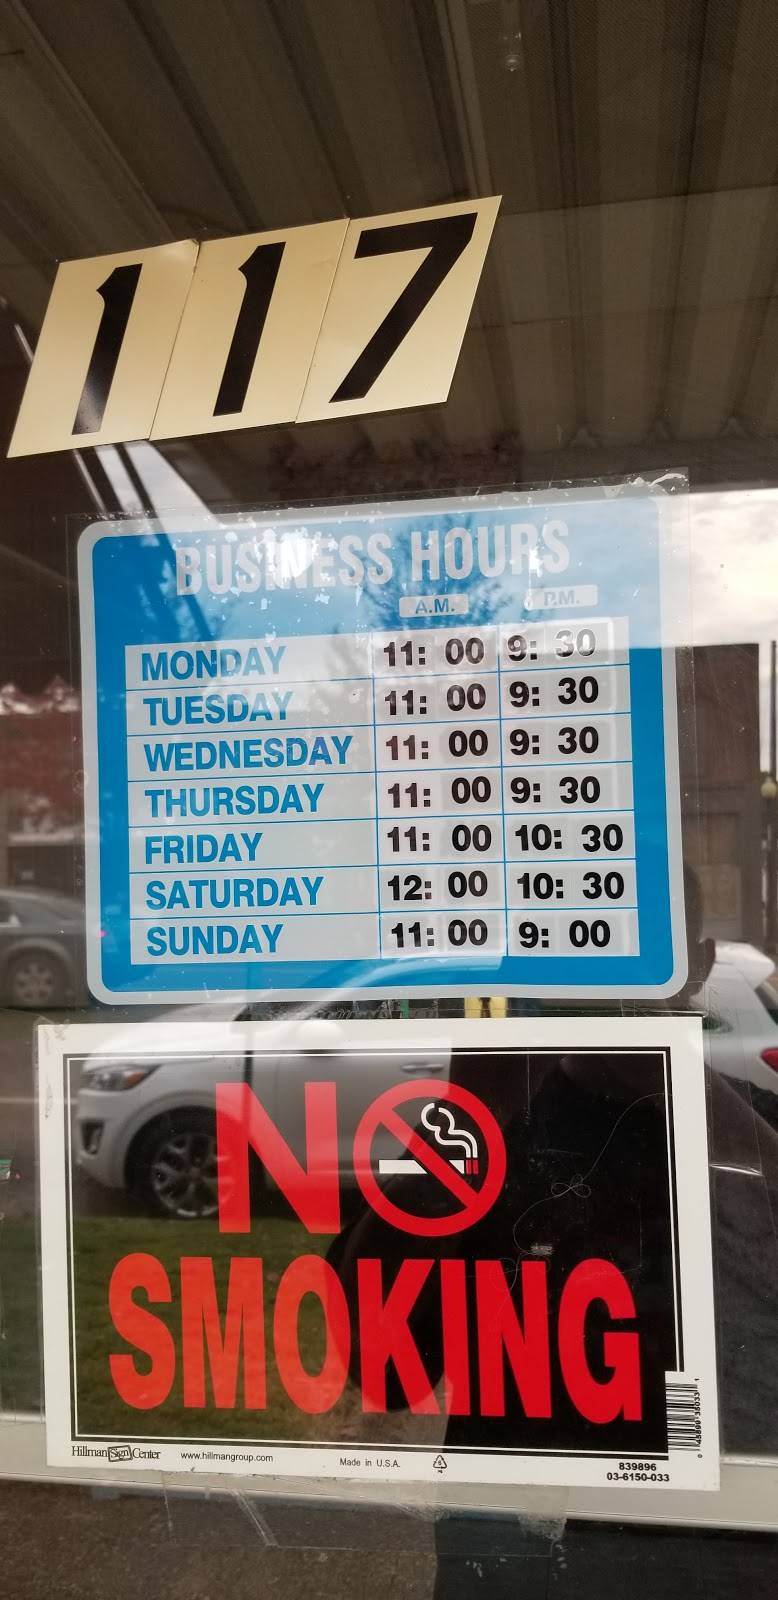 117
BUSINESS HOURS
A.M. P.M.
MONDAY 11: 00 9: 30
TUESDAY 11: 00 9: 30
WEDNESDAY 11: 00 9: 30
THURSDAY 11: 00 9: 30
FRIDAY 11: 00 10: 30
SATURDAY 12: 00 10: 30
SUNDAY 11: 00 9: 00
NO
SMOKING
Hillman Sign Center www.hillmangroup.com Made in U.S.A.
839896
03-6150-033